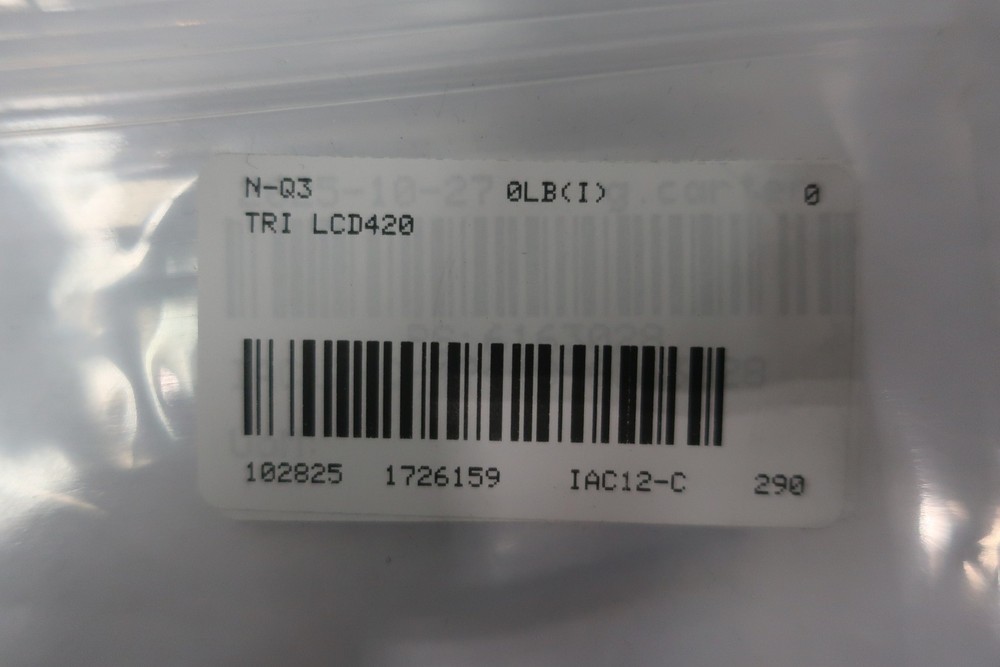 N-Q3 0LB(I) 0
TRI LCD420
102825 1726159 IAC12-C 290